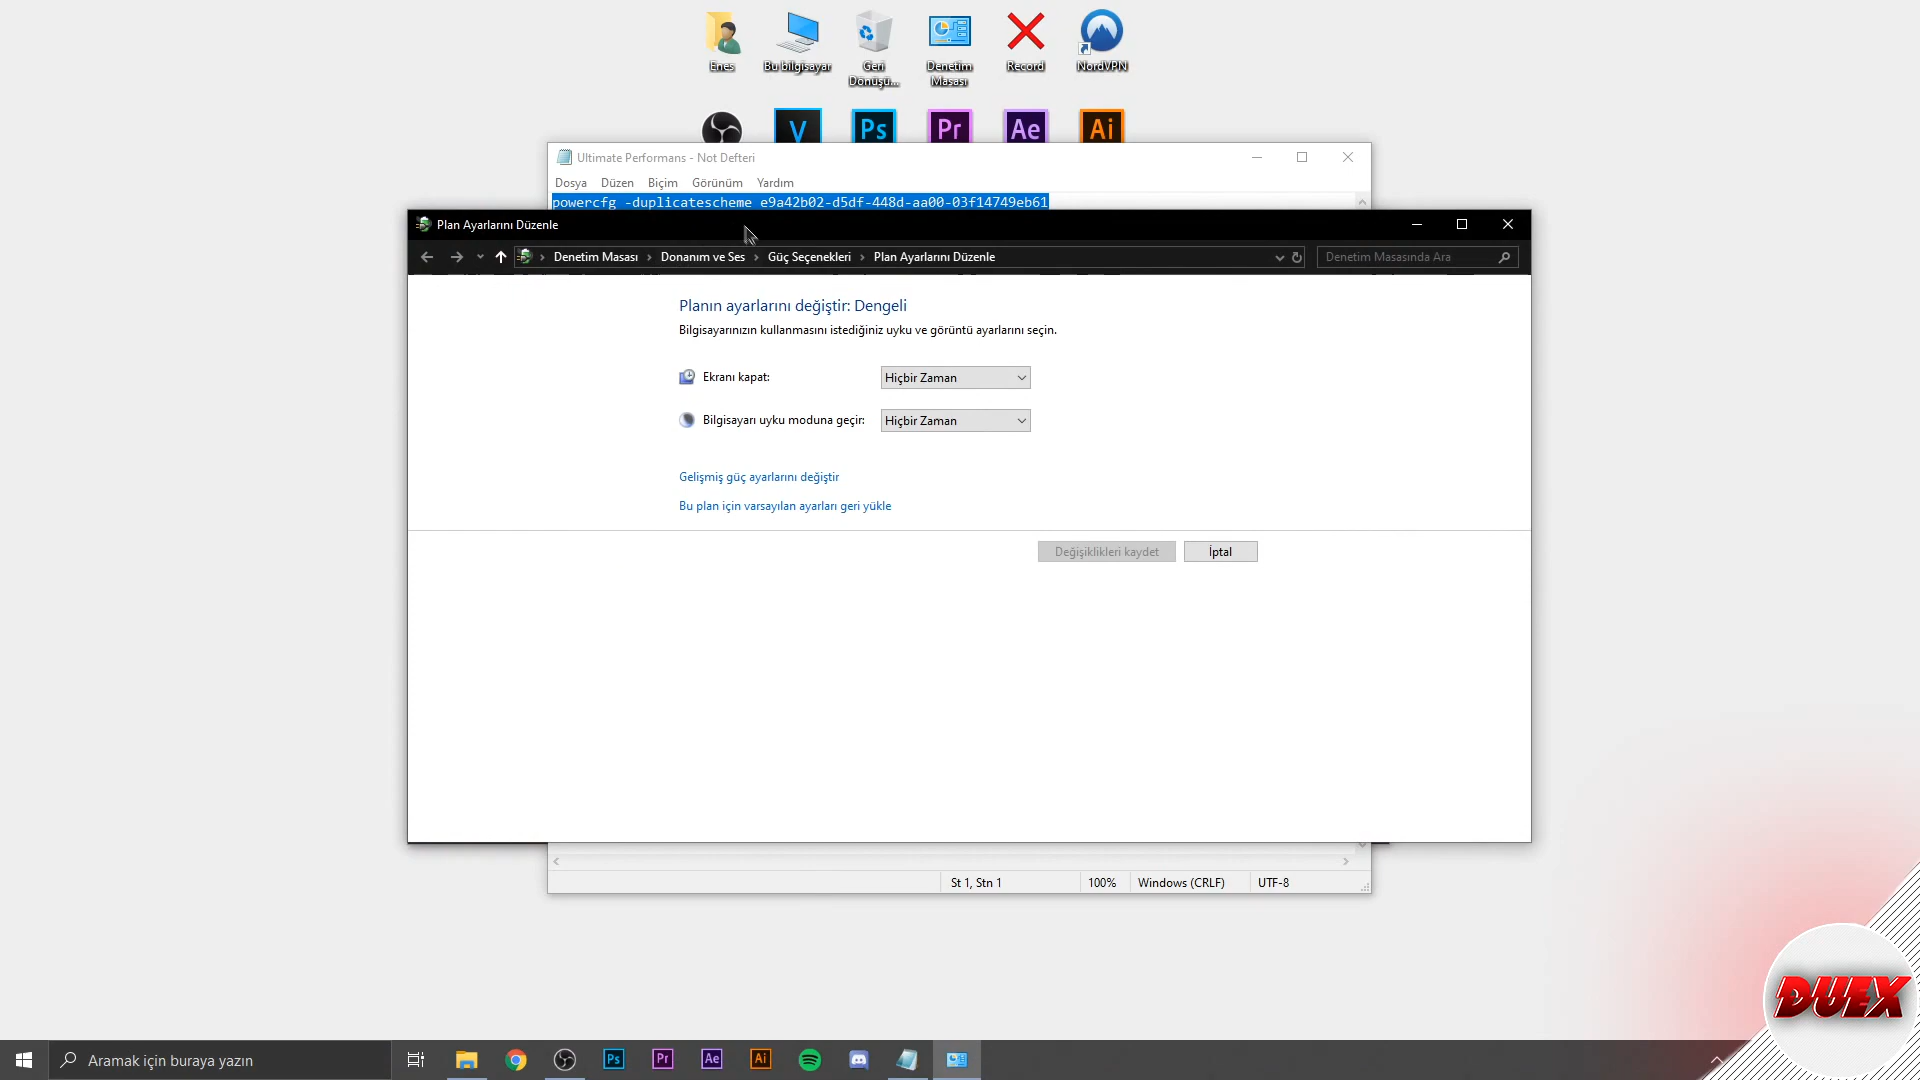 Enes
Bu bilgisayar
Geri Dönüşü...
Denetim Masası
Record
NordVPN
V
Ps
Pr
Ae
Ai
Ultimate Performans - Not Defteri
Dosya Düzen Biçim Görünüm Yardım
powercfg -duplicatescheme e9a42b02-d5df-448d-aa00-03f14749eb61
Plan Ayarlarını Düzenle
Denetim Masası > Donanım ve Ses > Güç Seçenekleri > Plan Ayarlarını Düzenle
Denetim Masasında Ara
Planın ayarlarını değiştir: Dengeli
Bilgisayarınızın kullanmasını istediğiniz uyku ve görüntü ayarlarını seçin.
Ekranı kapat: Hiçbir Zaman
Bilgisayarı uyku moduna geçir: Hiçbir Zaman
Gelişmiş güç ayarlarını değiştir
Bu plan için varsayılan ayarları geri yükle
Değişiklikleri kaydet İptal
St 1, Stn 1 100% Windows (CRLF) UTF-8
DUEX
Aramak için buraya yazın
Ps Pr Ae Ai